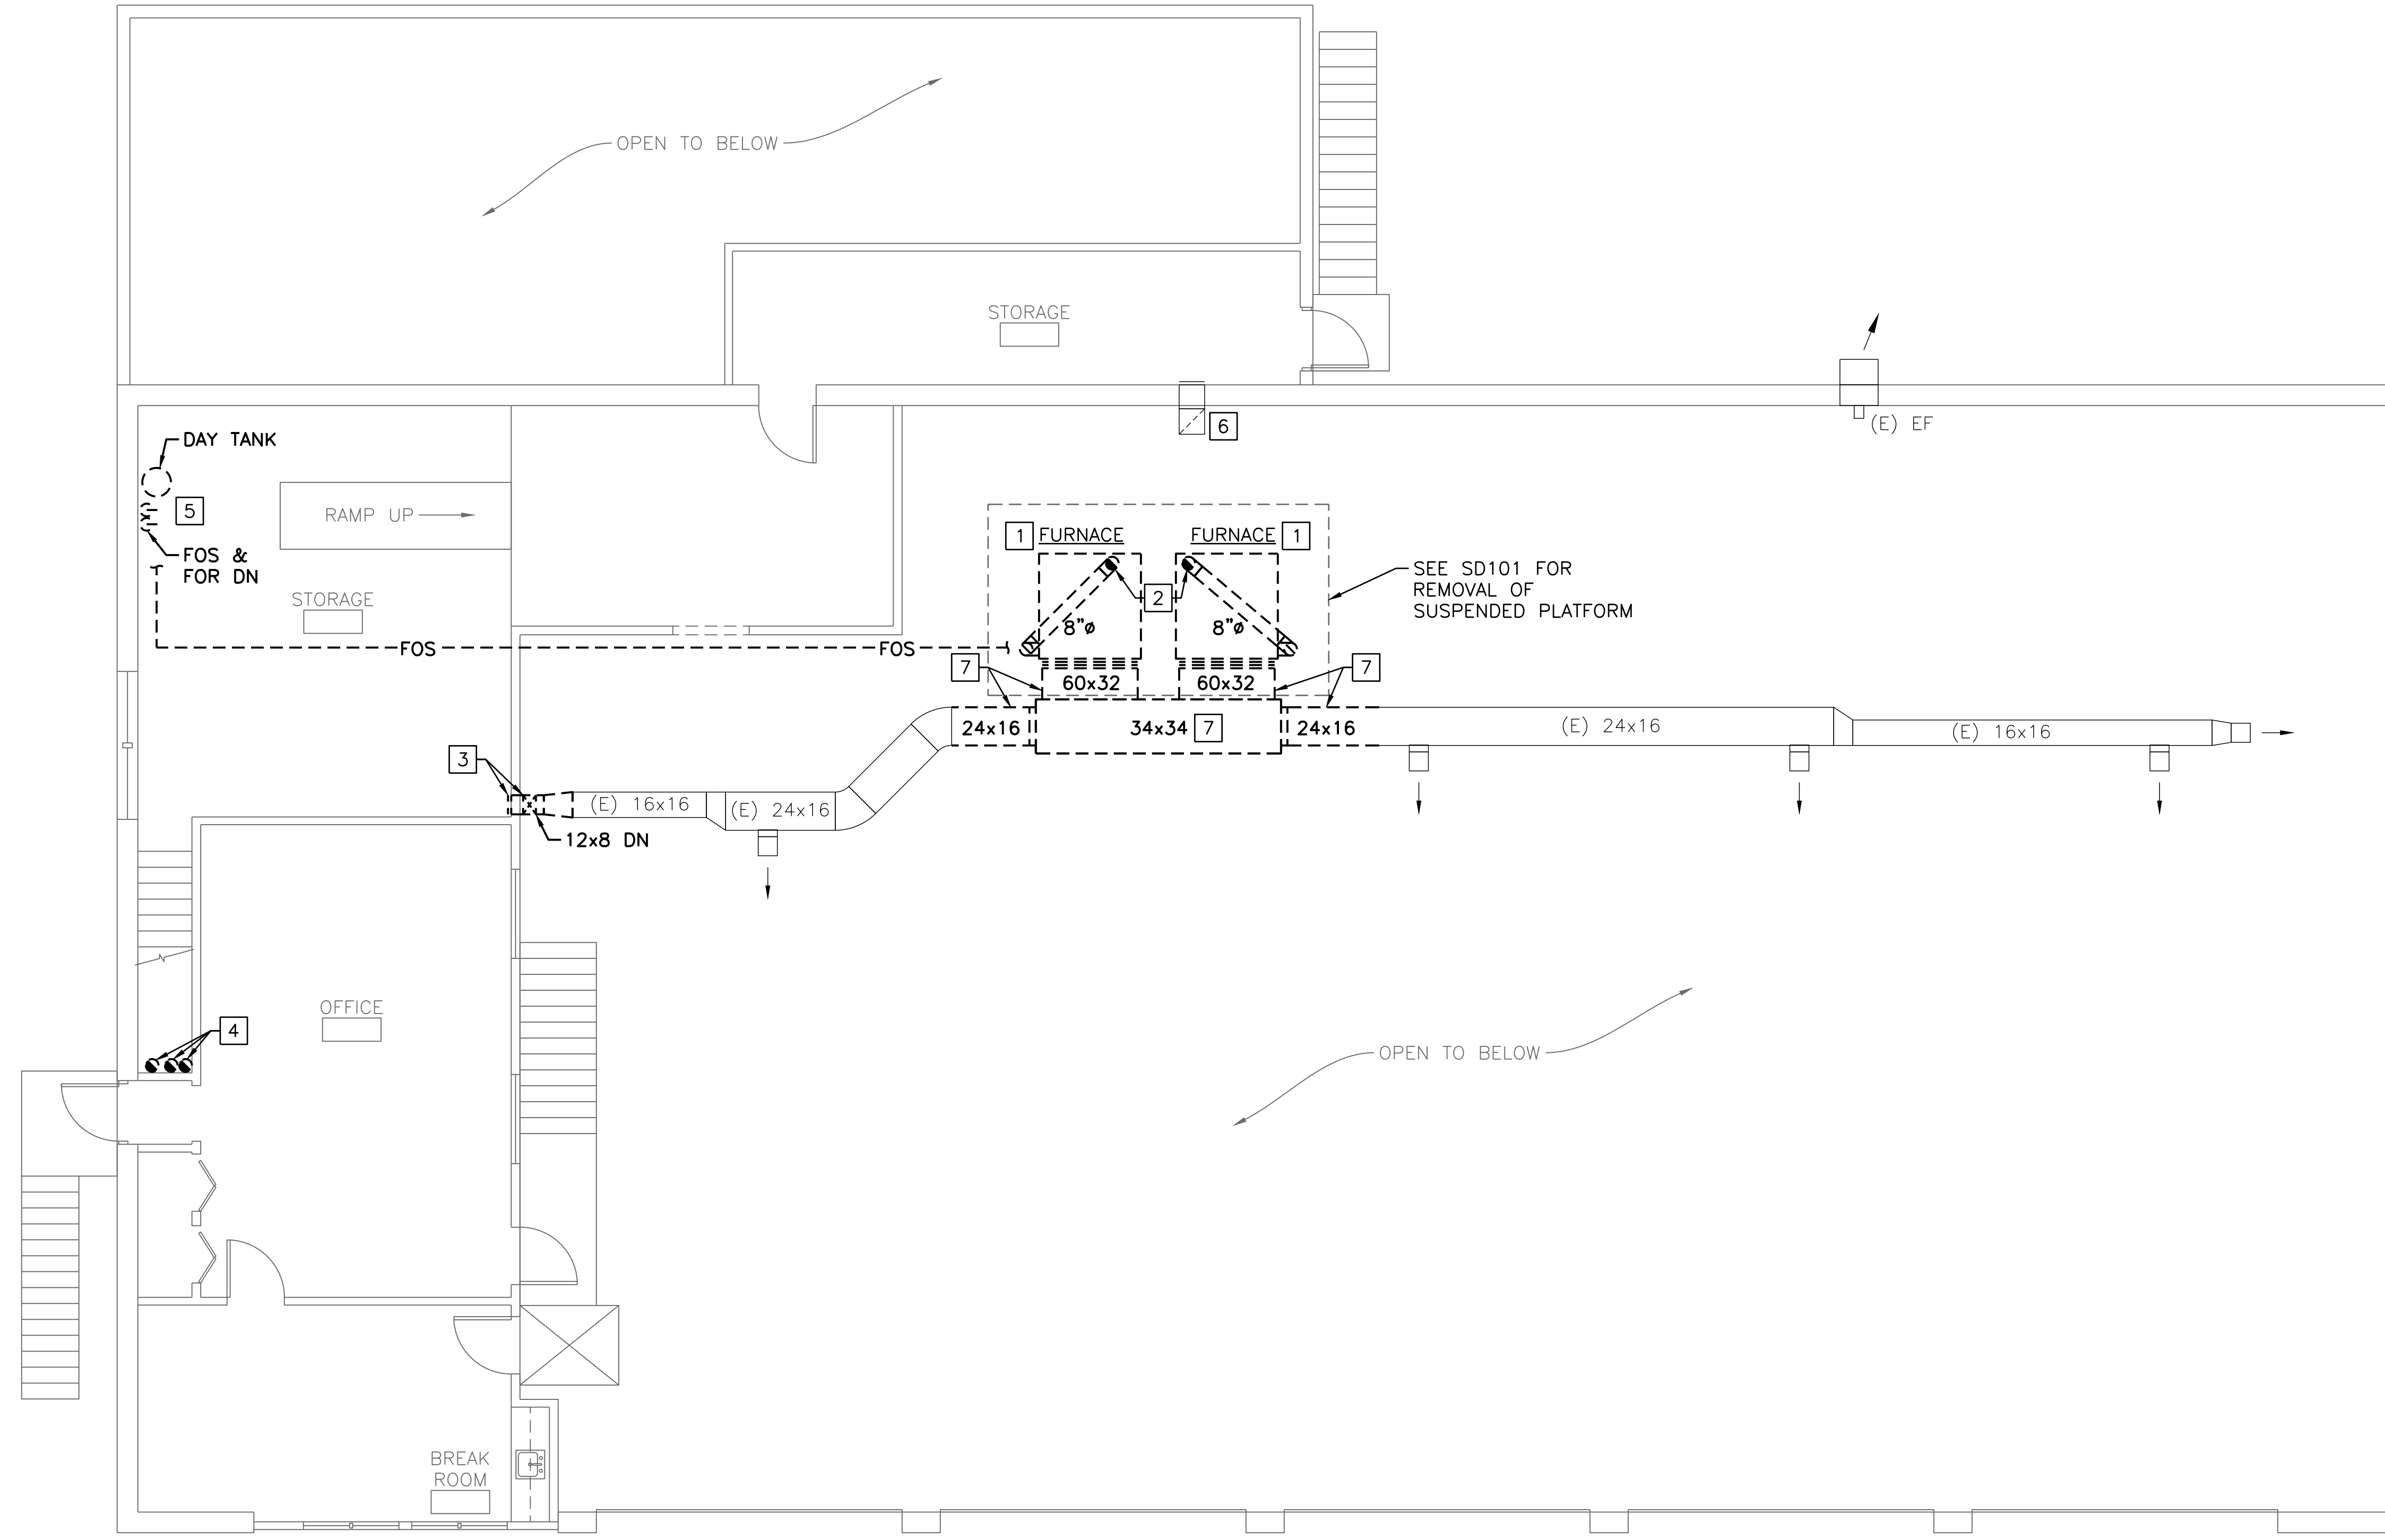 OPEN TO BELOW
STORAGE
6
(E) EF
DAY TANK
5
RAMP UP
FOS &
FOR DN
STORAGE
1 FURNACE
FURNACE 1
2
8"ø
8"ø
SEE SD101 FOR
REMOVAL OF
SUSPENDED PLATFORM
FOS
FOS
7
60x32
60x32
7
24x16
34x34 7
24x16
(E) 24x16
(E) 16x16
3
(E) 16x16
(E) 24x16
12x8 DN
OFFICE
4
OPEN TO BELOW
BREAK
ROOM